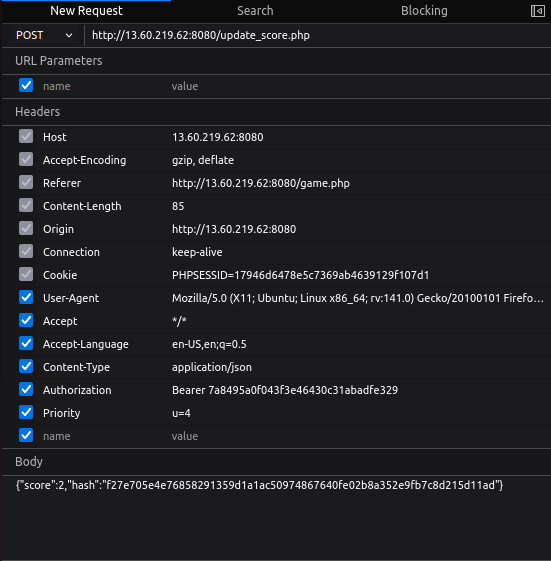 New Request Search Blocking
POST http://13.60.219.62:8080/update_score.php
URL Parameters
name value
Headers
Host 13.60.219.62:8080
Accept-Encoding gzip, deflate
Referer http://13.60.219.62:8080/game.php
Content-Length 85
Origin http://13.60.219.62:8080
Connection keep-alive
Cookie PHPSESSID=17946d6478e5c7369ab4639129f107d1
User-Agent Mozilla/5.0 (X11; Ubuntu; Linux x86_64; rv:141.0) Gecko/20100101 Firefo...
Accept */*
Accept-Language en-US,en;q=0.5
Content-Type application/json
Authorization Bearer 7a8495a0f043f3e46430c31abadfe329
Priority u=4
name value
Body
{"score":2,"hash":"f27e705e4e76858291359d1a1ac50974867640fe02b8a352e9fb7c8d215d11ad"}